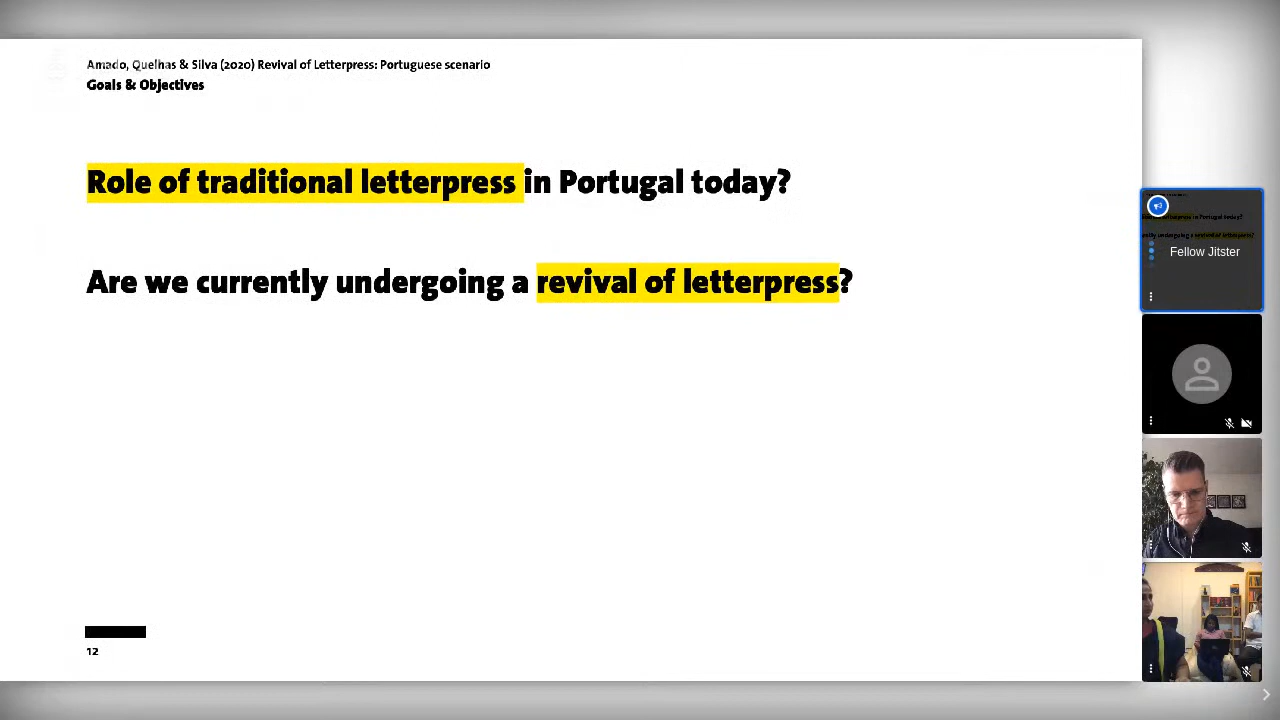 Amado, Quelhas & Silva (2020) Revival of Letterpress: Portuguese scenario
Goals & Objectives
Role of traditional letterpress in Portugal today?
Are we currently undergoing a revival of letterpress?
12
Fellow Jitster